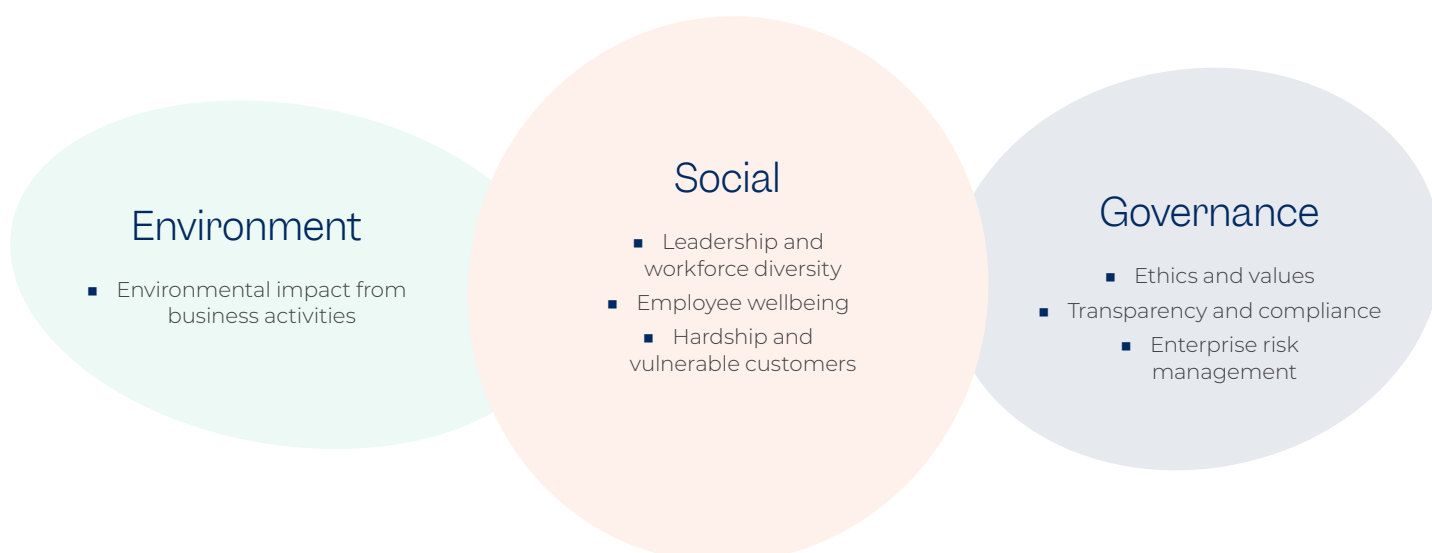 Environment
▪ Environmental impact from
business activities
Social
▪ Leadership and
workforce diversity
▪ Employee wellbeing
▪ Hardship and
vulnerable customers
Governance
▪ Ethics and values
▪ Transparency and compliance
▪ Enterprise risk
management